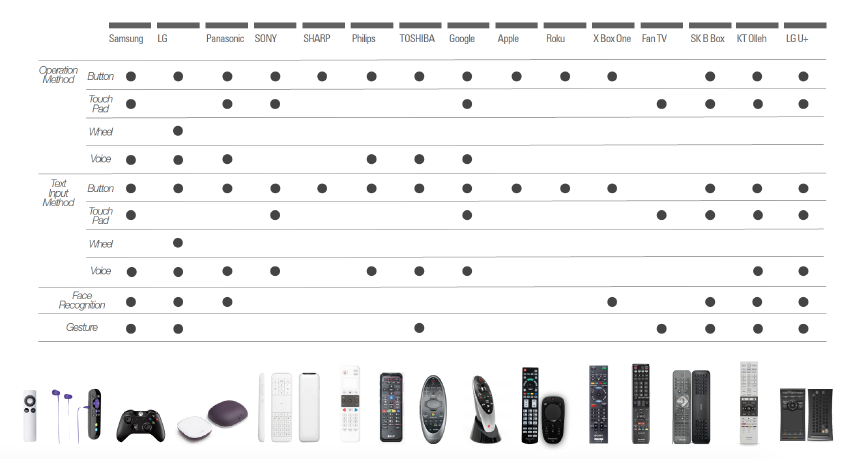 Samsung LG Panasonic SONY SHARP Philips TOSHIBA Google Apple Roku X Box One Fan TV SK B Box KT Olleh LG U+
Operation
Method
Button
Touch
Pad
Wheel
Voice
Text
Input
Method
Button
Touch
Pad
Wheel
Voice
Face
Recognition
Gesture